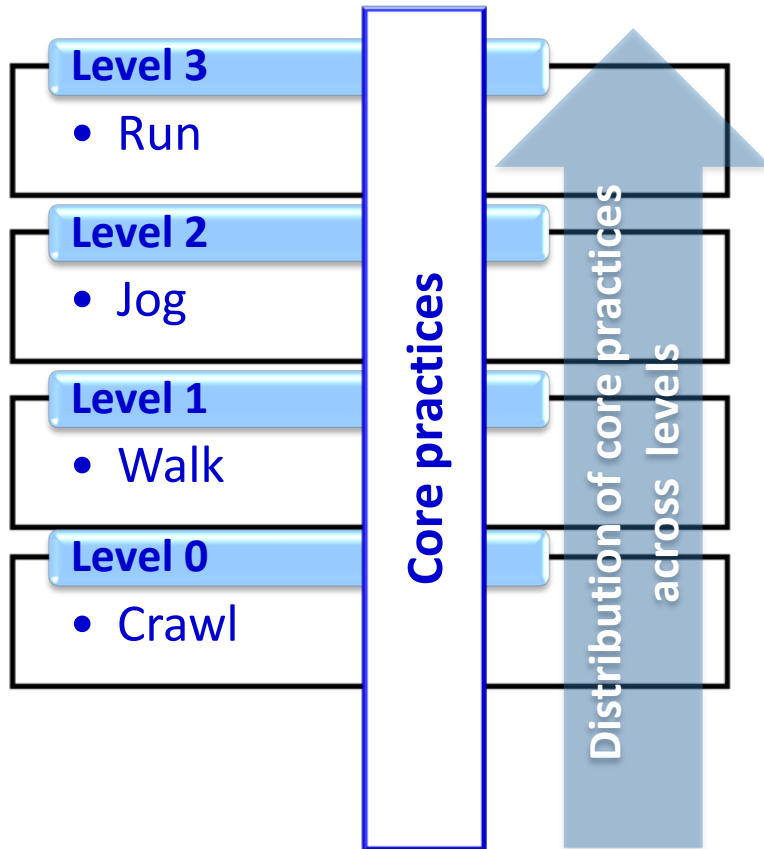 Level 3
• Run
Level 2
• Jog
Level 1
• Walk
Level 0
• Crawl
Core practices
Distribution of core practices
across levels